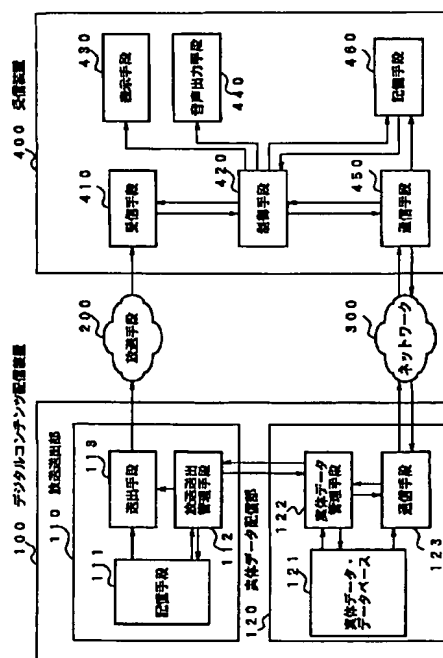 100 デジタルコンテンツ配信装置
110 放送送出部
111
記憶手段
113
送出手段
放送送出
管理手段
112
120 実体データ配信部
121
実体データ・
データベース
122
実体データ
管理手段
通信手段
123
200
放送手段
300
ネットワーク
400 受信装置
410
受信手段
420
制御手段
430
表示手段
音声出力手段
440
450
通信手段
460
記憶手段